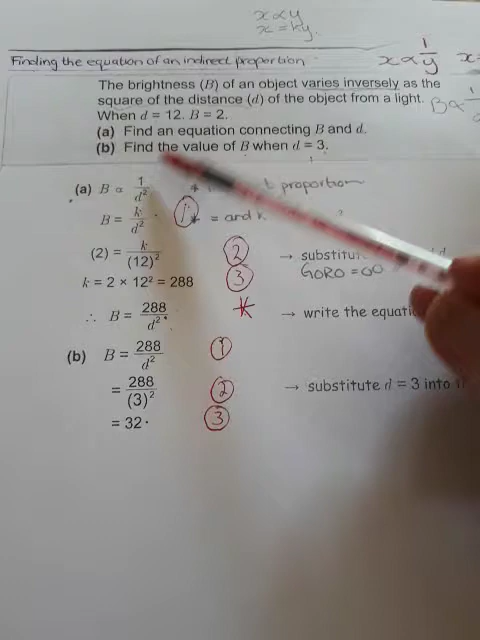 x ∝ y
x = ky.
Finding the equation of an indirect proportion
x ∝ 1/y x
The brightness (B) of an object varies inversely as the
square of the distance (d) of the object from a light.
B ∝ 1
When d = 12. B = 2.
(a) Find an equation connecting B and d.
(b) Find the value of B when d = 3.
(a) B ∝ 1/d² * proportion
B = k/d² . ① * = and k ?
(2) = k/(12)² ② → substitu
k = 2 × 12² = 288 ③
∴ B = 288/d² . * → write the equati
(b) B = 288/d² ①
= 288/(3)² ② → substitute d = 3 into
= 32 · ③